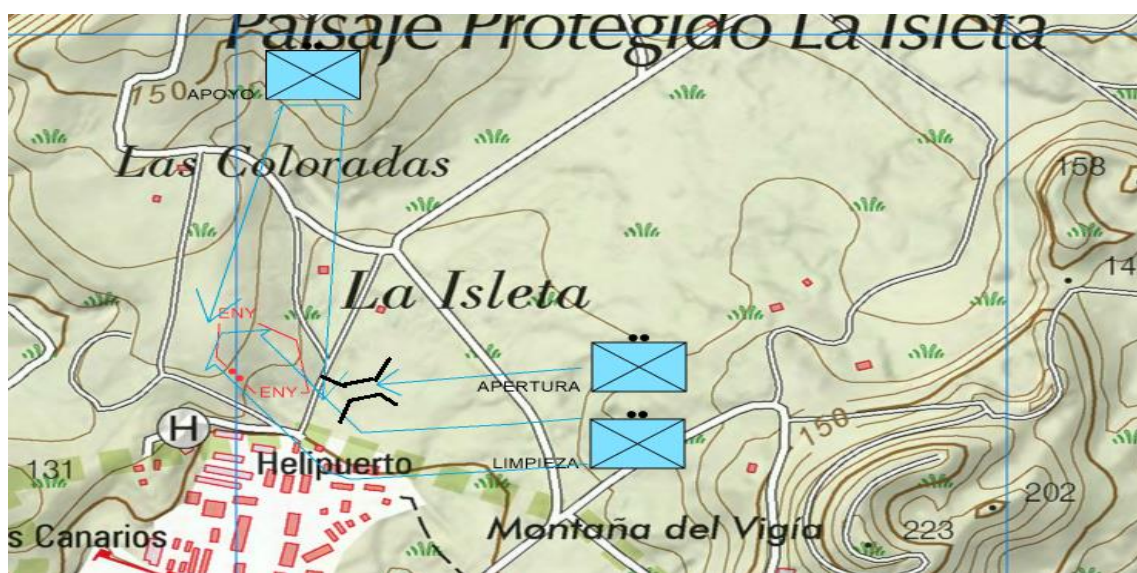 Paisaje Protegido La Isleta
150
APOYO
Las Coloradas
158
14
La Isleta
ENY
ENY
APERTURA
LIMPIEZA
150
H
Helipuerto
131
202
Montaña del Vigía
223
s Canarios